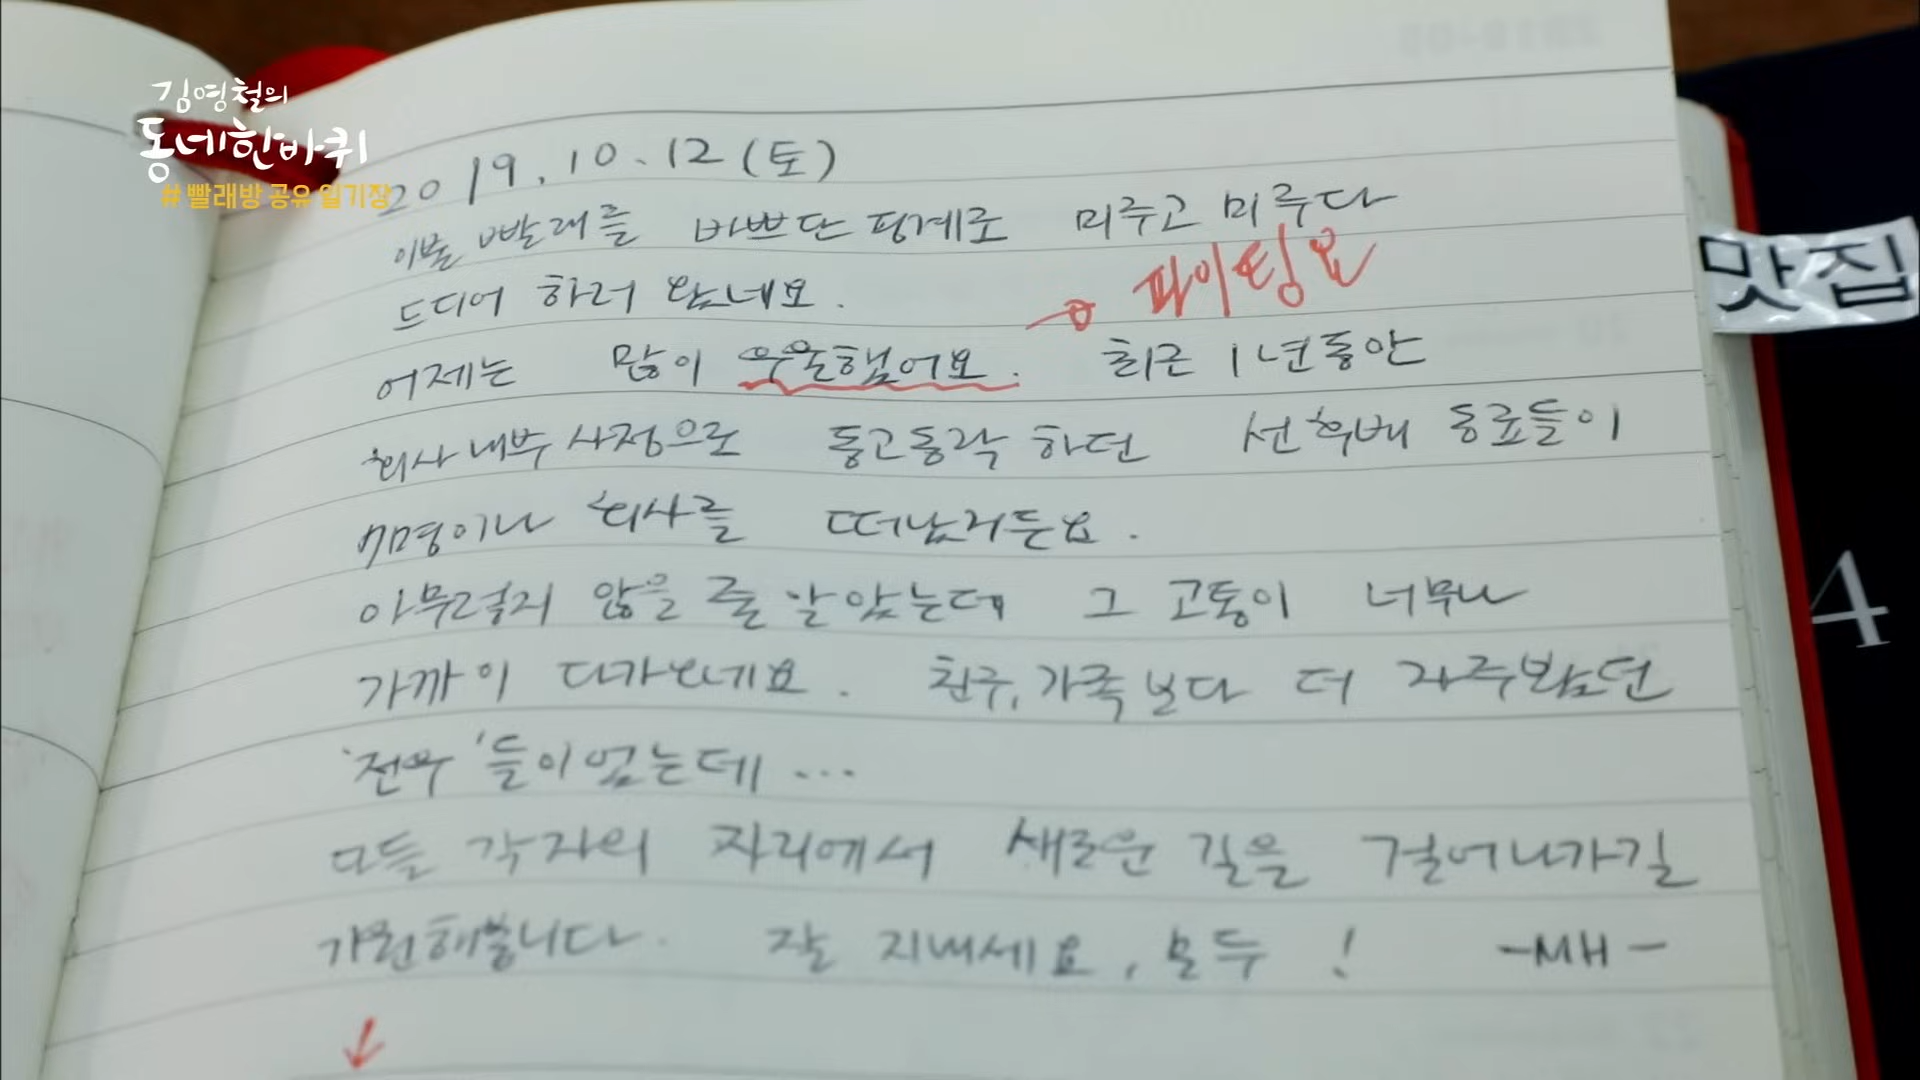 김영철의
동네한바퀴
# 빨래방 공유 일기장
2019.10.12 (토)
이불 빨래를 바쁘단 핑계로 미루고 미루다
드디어 하러 왔네요.
→ 파이팅요
어제는 많이 우울했어요. 최근 1년동안
회사 내부 사정으로 동고동락 하던 선후배 동료들이
7명이나 회사를 떠났거든요.
아무렇지 않을 줄 알았는데 그 고통이 너무나
가까이 다가오네요. 친구, 가족보다 더 자주봤던
'전우'들이었는데...
다들 각자의 자리에서 새로운 길을 걸어나가길
기원해봅니다. 잘 지내세요, 모두! -MH-
↓
맛집
4